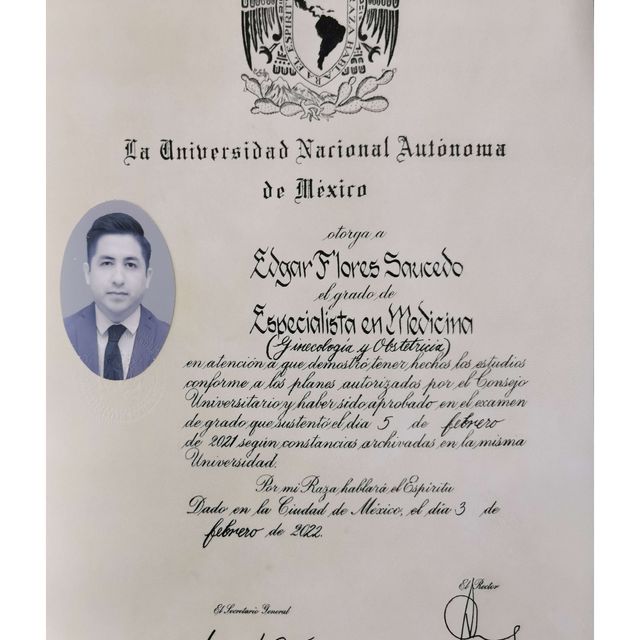 EL ESPIRIT
RAZA HABLARA
La Universidad Nacional Autónoma
de México
otorga a
Edgar Flores Saucedo
el grado de
Especialista en Medicina
(Ginecología y Obstetricia)
en atención a que demostró tener hechos los estudios
conforme a los planes autorizados por el Consejo
Universitario y haber sido aprobado en el examen
de grado que sustentó el día 5 de febrero
de 2021 según constancias archivadas en la misma
Universidad.
Por mi Raza hablará el Espíritu
Dado en la Ciudad de México, el día 3 de
febrero de 2022.
El Rector
El Secretario General